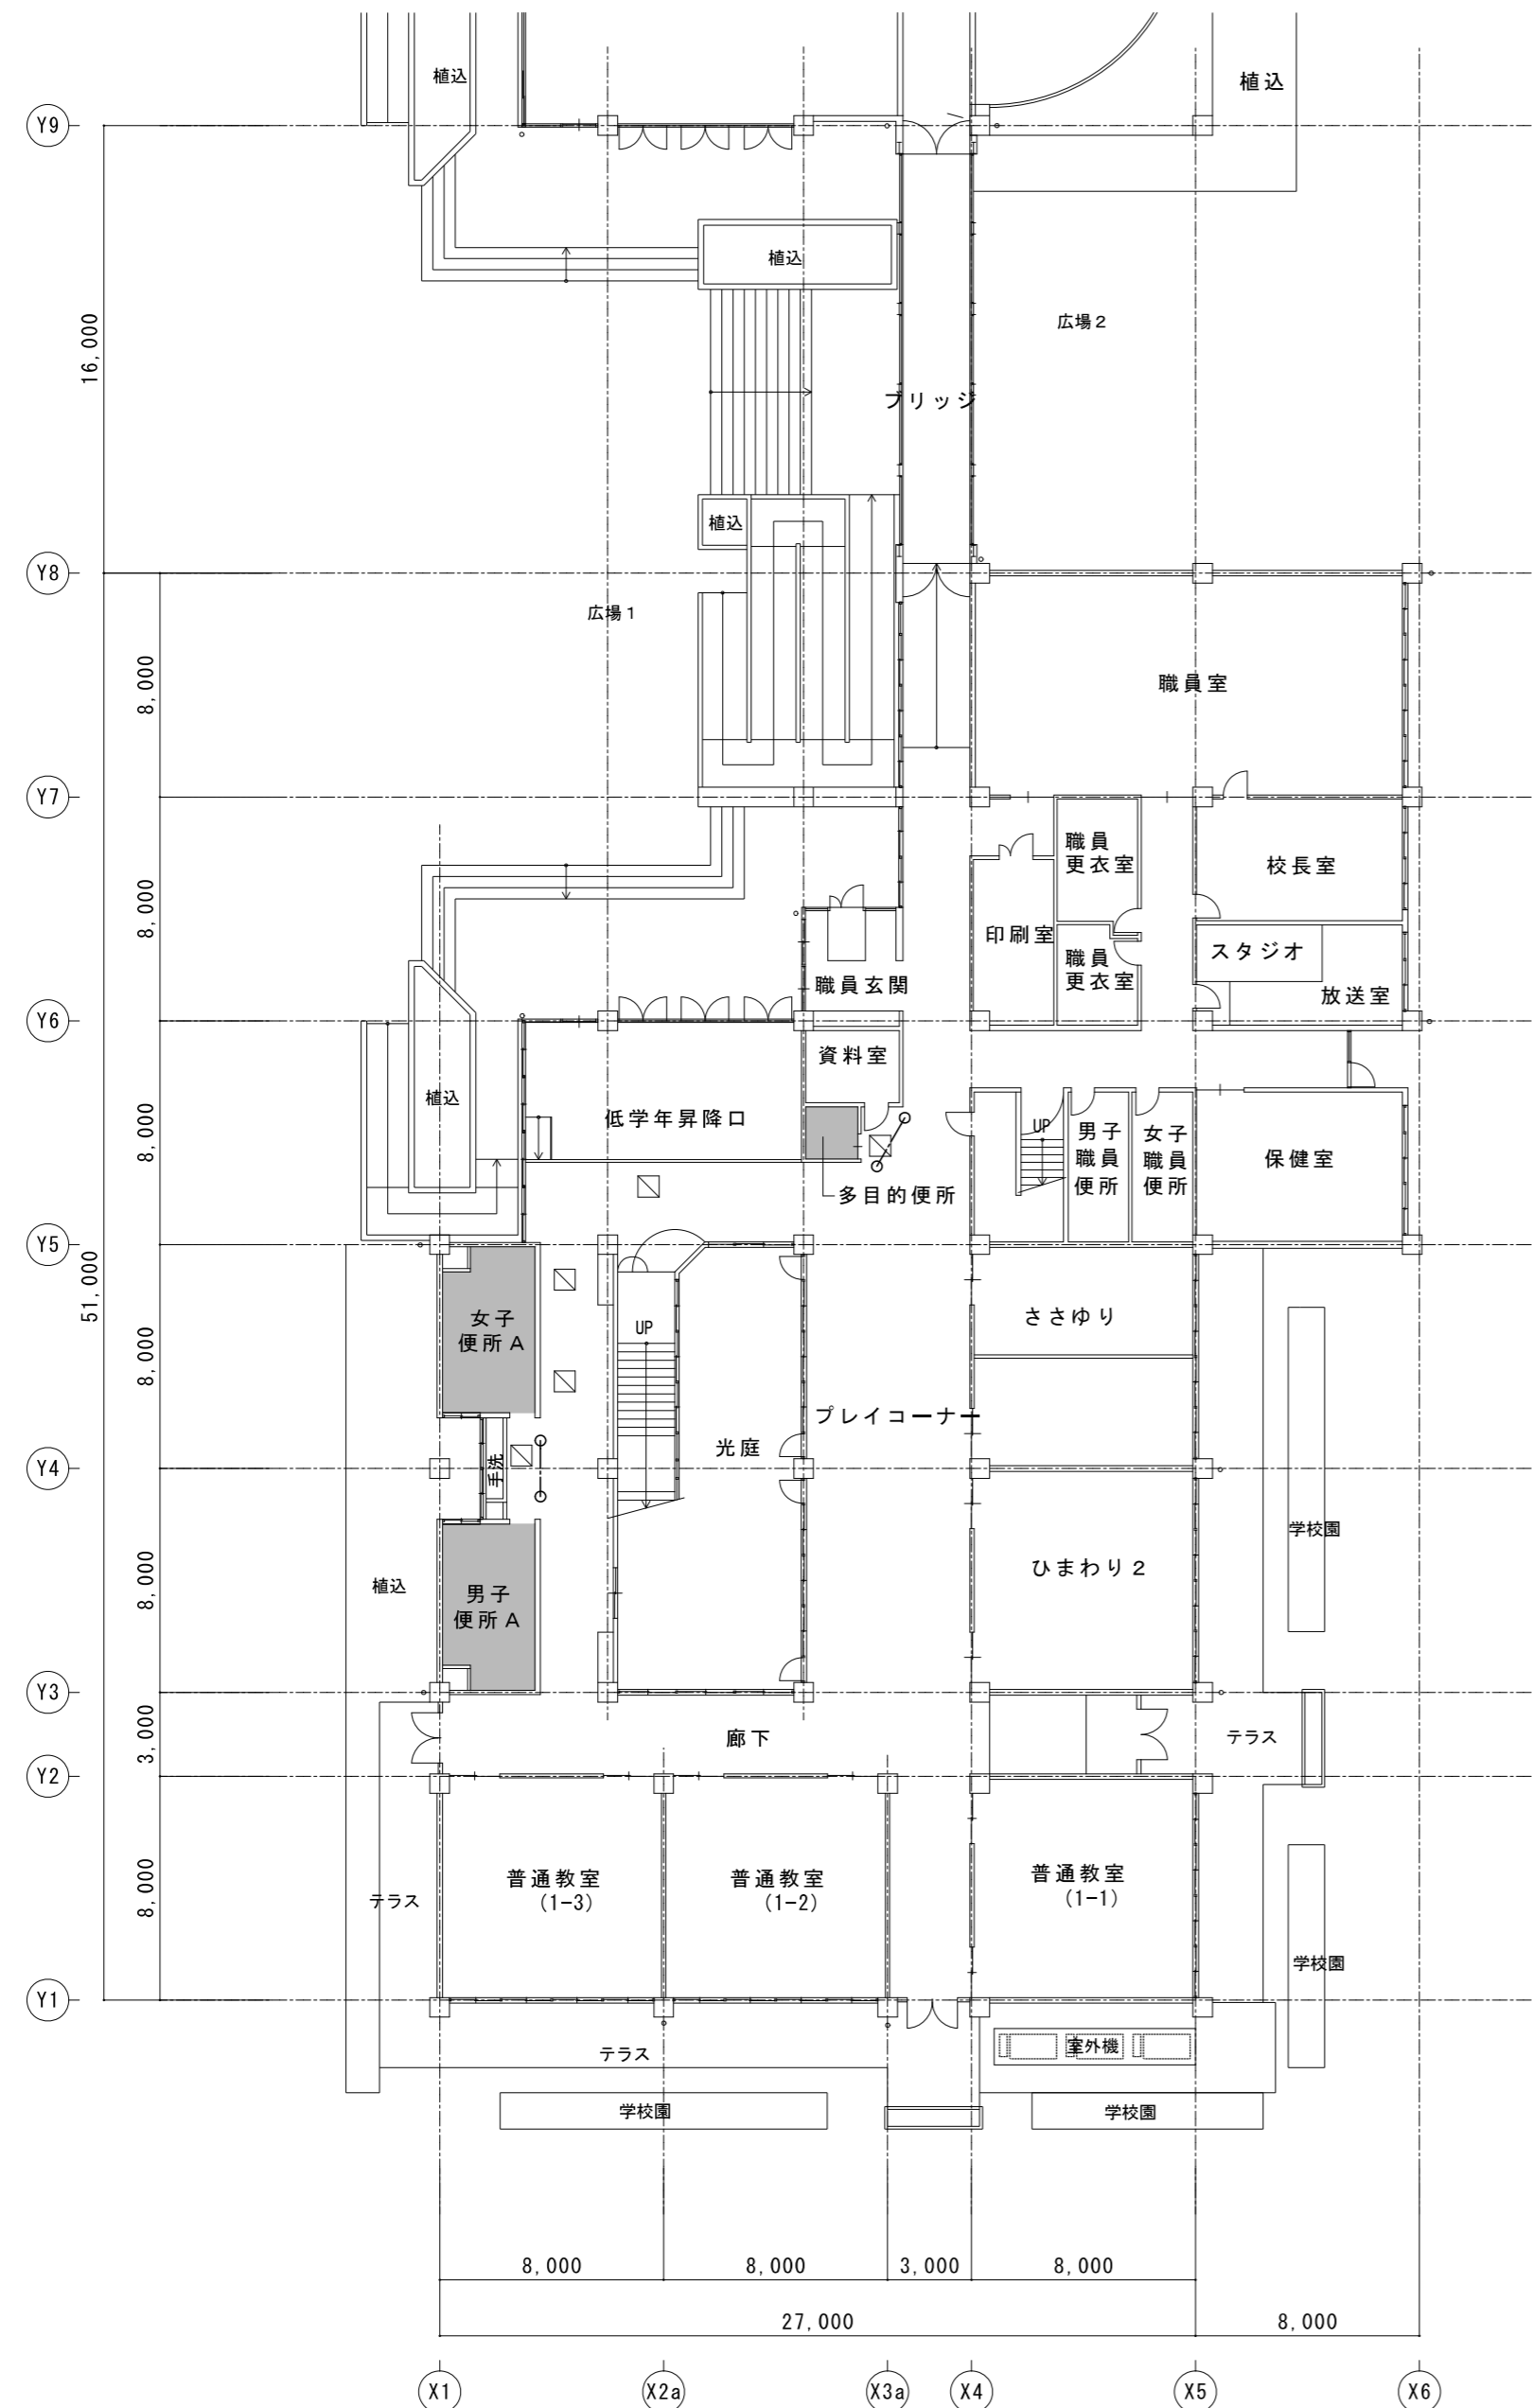 植込
植込
Y9
植込
広場２
16,000
ブリッジ
植込
Y8
広場１
職員室
8,000
Y7
職員
更衣室
校長室
8,000
印刷室
スタジオ
職員
更衣室
職員玄関
放送室
Y6
資料室
植込
低学年昇降口
UP
男子
職員
便所
女子
職員
便所
保健室
8,000
多目的便所
Y5
51,000
女子
便所Ａ
UP
ささゆり
8,000
プレイコーナー
光庭
手洗
Y4
学校園
ひまわり２
植込
男子
便所Ａ
8,000
Y3
廊下
テラス
3,000
Y2
普通教室
(1-3)
普通教室
(1-2)
普通教室
(1-1)
テラス
8,000
学校園
Y1
テラス
室外機
学校園
学校園
8,000
8,000
3,000
8,000
27,000
8,000
X1
X2a
X3a
X4
X5
X6